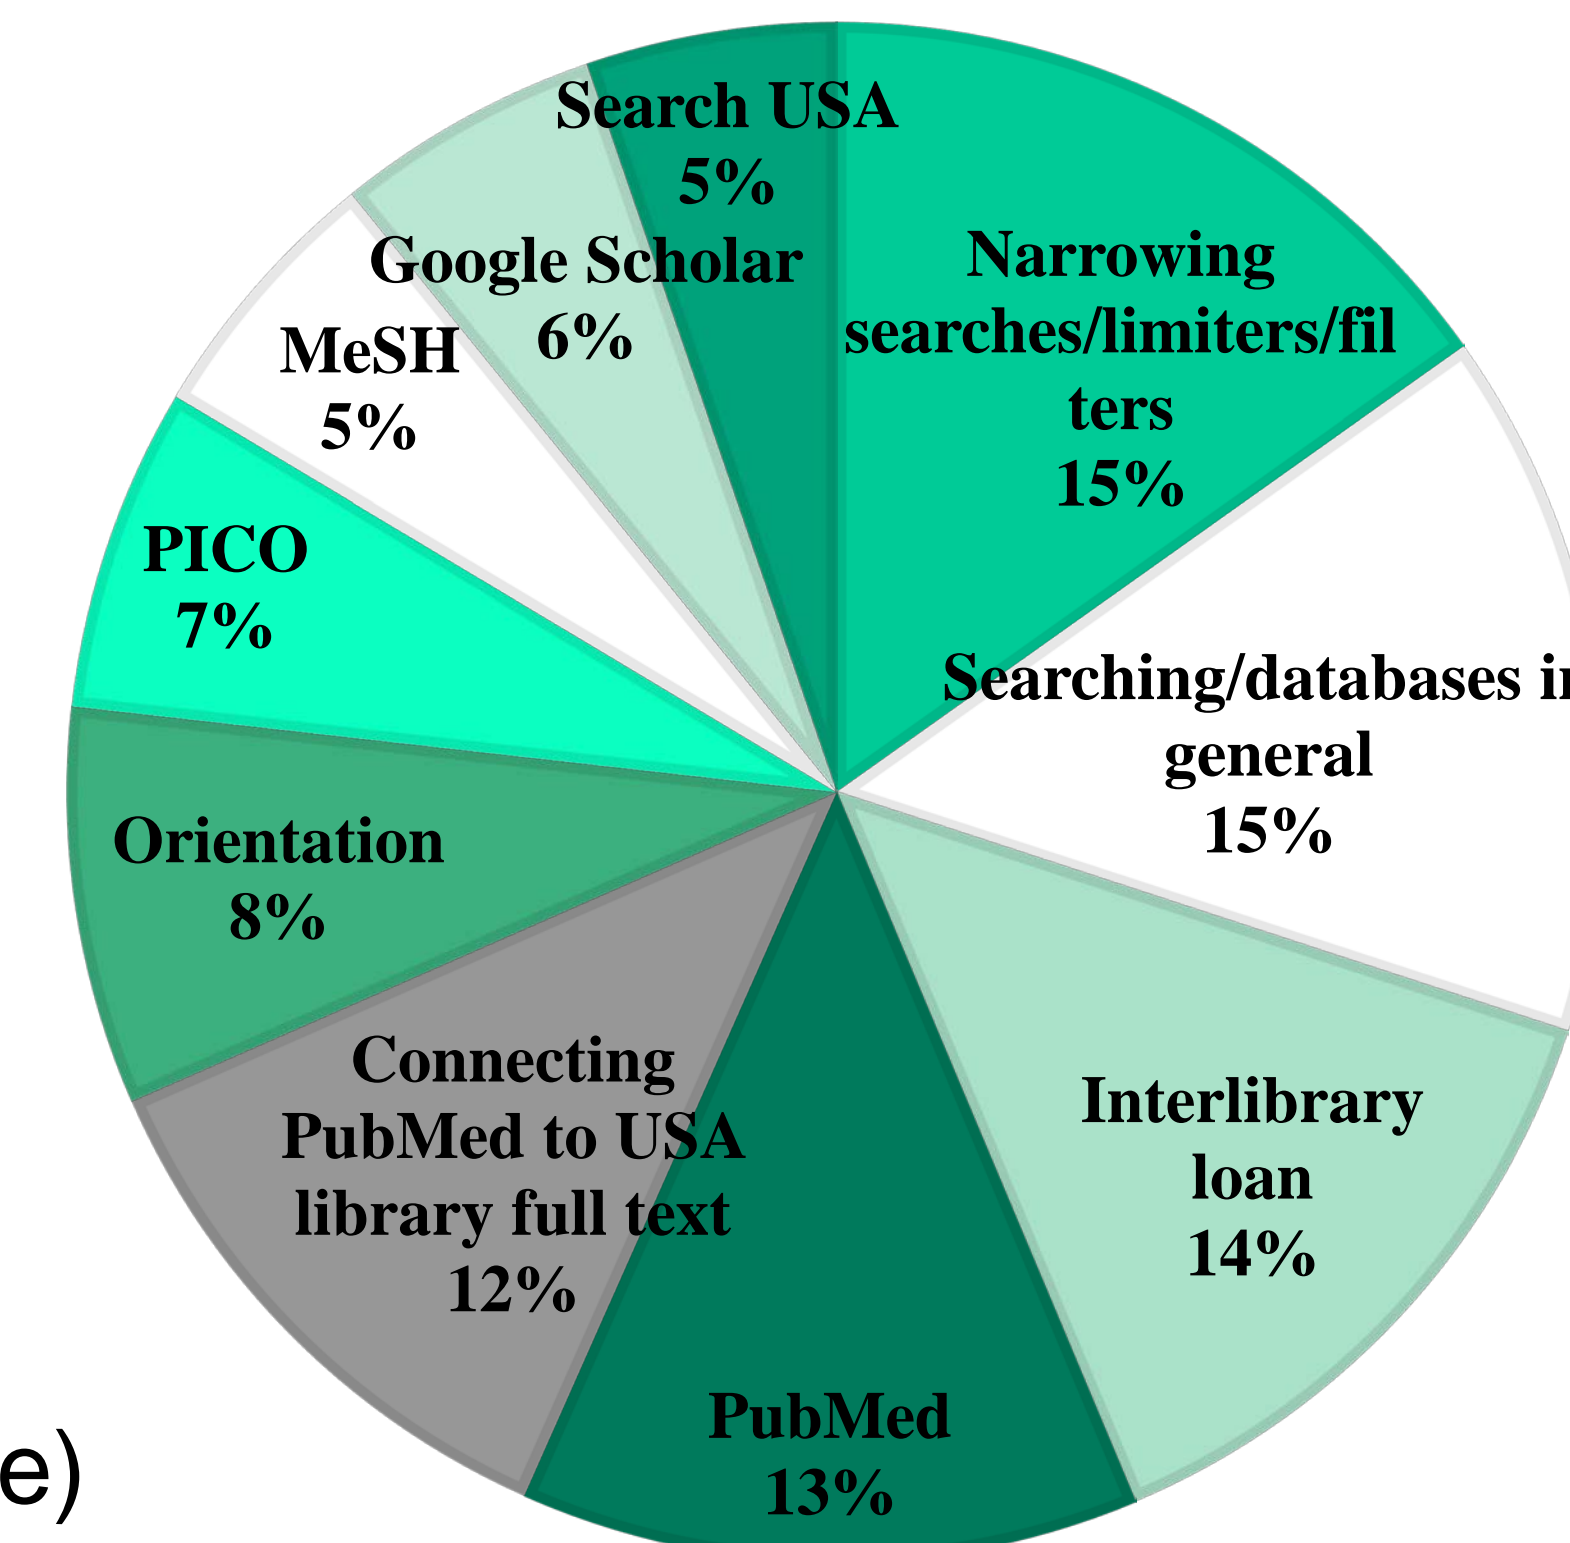 Search USA
5%
Narrowing
searches/limiters/fil
ters
15%
Searching/databases in
general
15%
Interlibrary
loan
14%
PubMed
13%
Connecting
PubMed to USA
library full text
12%
Orientation
8%
PICO
7%
MeSH
5%
Google Scholar
6%
e)